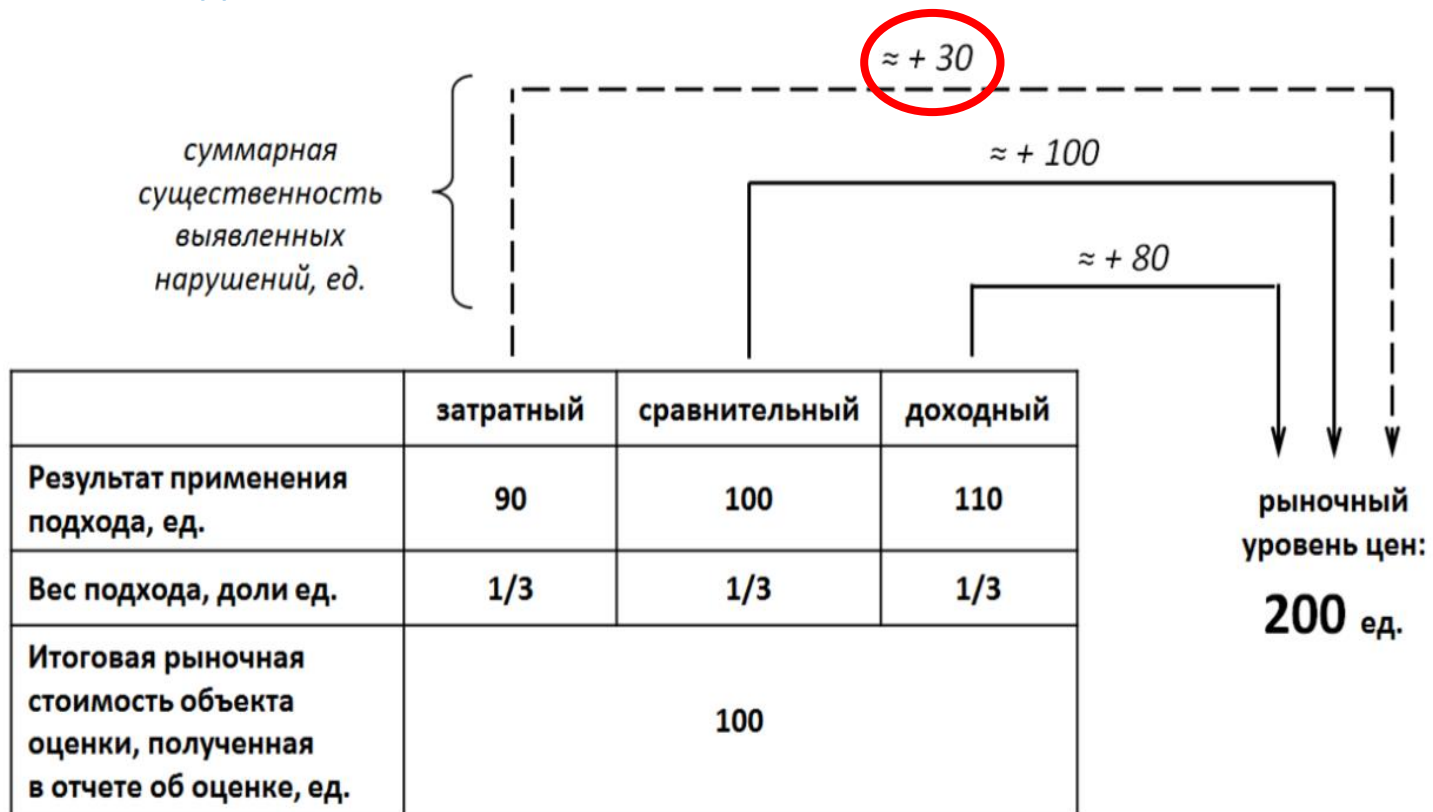 ≈ + 30
суммарная
существенность
выявленных
нарушений, ед.
≈ + 100
≈ + 80
затратный сравнительный доходный
Результат применения
подхода, ед.
90 100 110
Вес подхода, доли ед. 1/3 1/3 1/3
Итоговая рыночная
стоимость объекта
оценки, полученная
в отчете об оценке, ед.
100
рыночный
уровень цен:
200 ед.